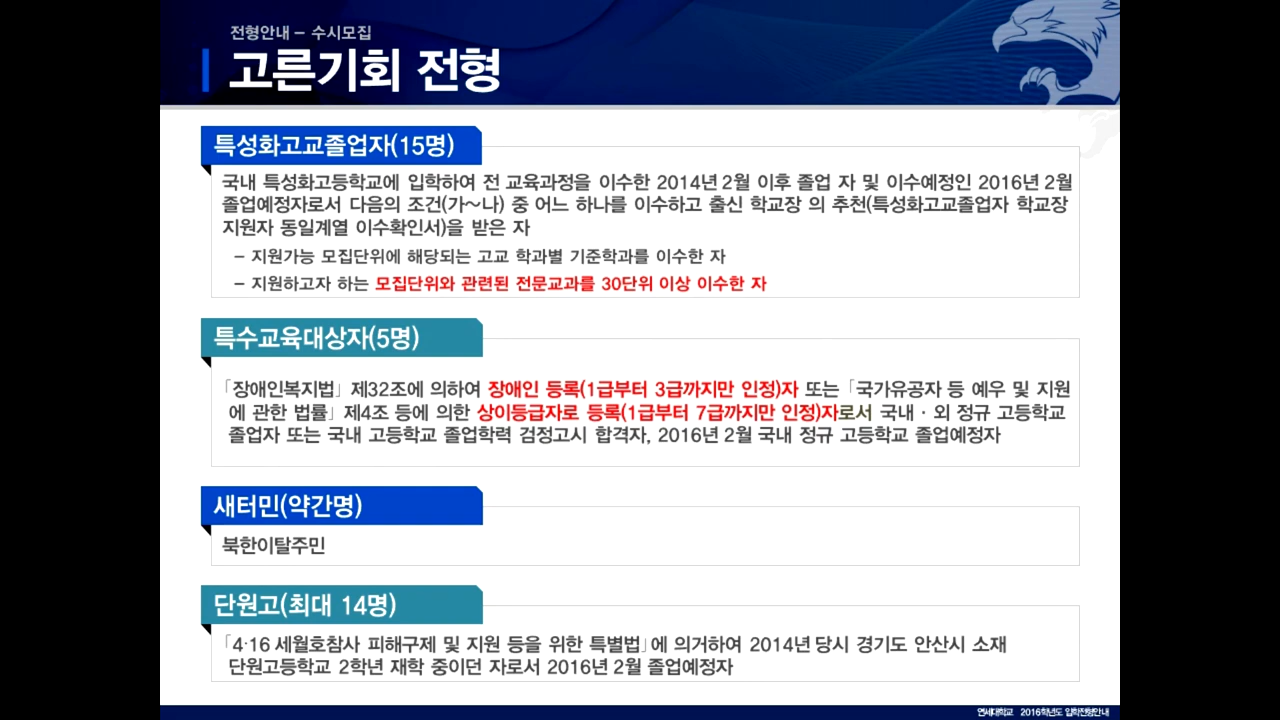 전형안내 – 수시모집
고른기회 전형
특성화고교졸업자(15명)
국내 특성화고등학교에 입학하여 전 교육과정을 이수한 2014년 2월 이후 졸업 자 및 이수예정인 2016년 2월
졸업예정자로서 다음의 조건(가~나) 중 어느 하나를 이수하고 출신 학교장 의 추천(특성화고교졸업자 학교장
지원자 동일계열 이수확인서)을 받은 자
– 지원가능 모집단위에 해당되는 고교 학과별 기준학과를 이수한 자
– 지원하고자 하는 모집단위와 관련된 전문교과를 30단위 이상 이수한 자
특수교육대상자(5명)
「장애인복지법」 제32조에 의하여 장애인 등록(1급부터 3급까지만 인정)자 또는 「국가유공자 등 예우 및 지원
에 관한 법률」 제4조 등에 의한 상이등급자로 등록(1급부터 7급까지만 인정)자로서 국내 · 외 정규 고등학교
졸업자 또는 국내 고등학교 졸업학력 검정고시 합격자, 2016년 2월 국내 정규 고등학교 졸업예정자
새터민(약간명)
북한이탈주민
단원고(최대 14명)
「4·16 세월호참사 피해구제 및 지원 등을 위한 특별법」에 의거하여 2014년 당시 경기도 안산시 소재
단원고등학교 2학년 재학 중이던 자로서 2016년 2월 졸업예정자
연세대학교 2016학년도 입학전형안내